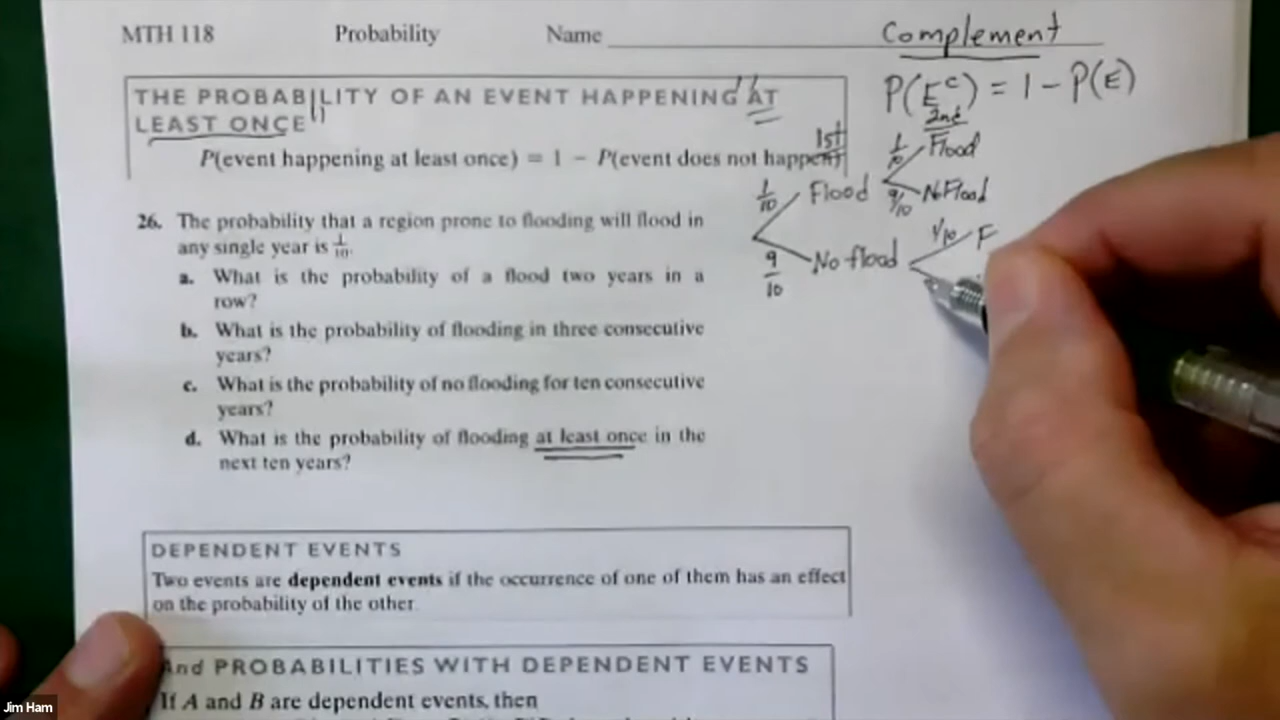 MTH 118 Probability Name Complement
P(Eᶜ) = 1 - P(E)
THE PROBABILITY OF AN EVENT HAPPENING AT
LEAST ONCE
P(event happening at least once) = 1 − P(event does not happen)
1st
2nd
1/10 Flood
1/10 Flood
9/10 No Flood
9/10 No flood
1/10 F
26. The probability that a region prone to flooding will flood in
any single year is 1/10.
a. What is the probability of a flood two years in a
row?
b. What is the probability of flooding in three consecutive
years?
c. What is the probability of no flooding for ten consecutive
years?
d. What is the probability of flooding at least once in the
next ten years?
DEPENDENT EVENTS
Two events are dependent events if the occurrence of one of them has an effect
on the probability of the other.
And PROBABILITIES WITH DEPENDENT EVENTS
If A and B are dependent events, then
Jim Ham